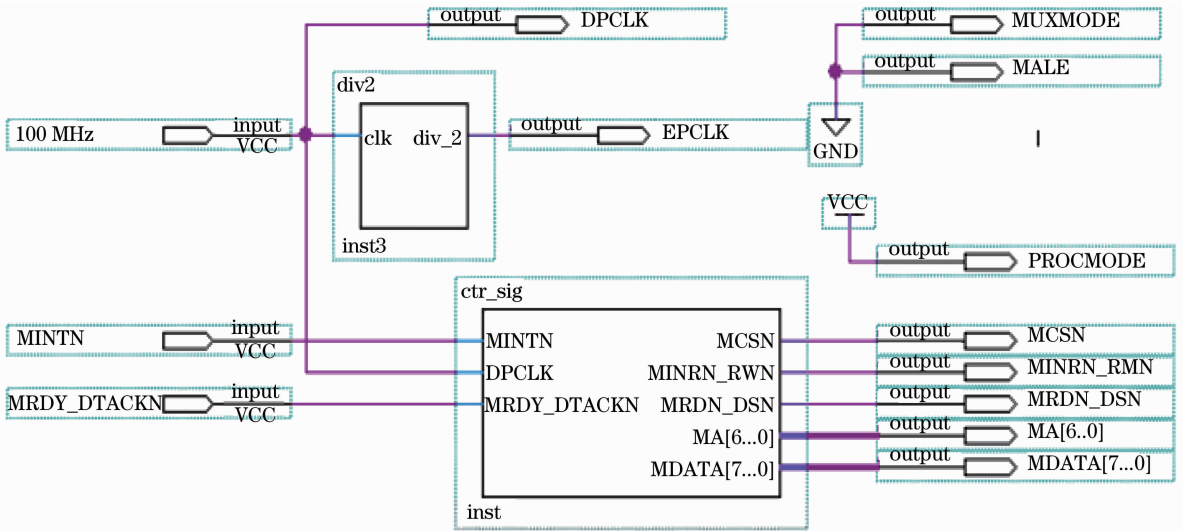 output DPCLK
output MUXMODE
output MALE
div2
100 MHz input VCC
clk div_2
output EPCLK
GND
inst3
VCC
output PROCMODE
ctr_sig
MINTN input VCC
MINTN MCSN
output MCSN
DPCLK MINRN_RWN
output MINRN_RMN
MRDY_DTACKN input VCC
MRDY_DTACKN MRDN_DSN
output MRDN_DSN
MA[6...0]
output MA[6..0]
MDATA[7...0]
output MDATA[7...0]
inst